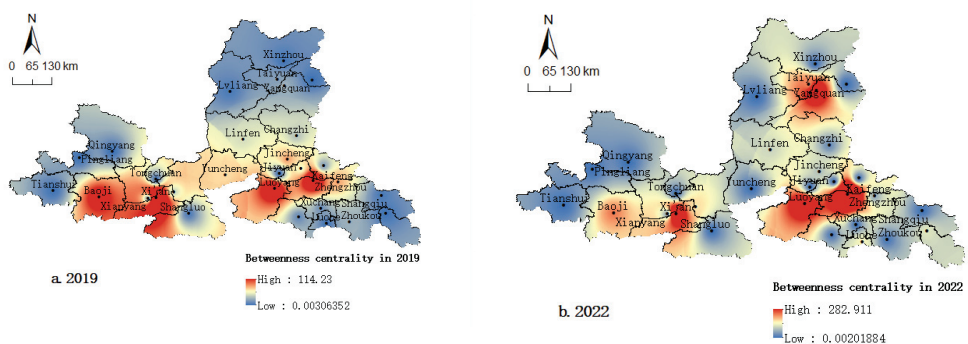 N
0 65 130 km
Xinzhou
Taiyuan
Lvliang
Yangquan
Linfen
Changzhi
Qingyang
Pingliang
Jincheng
Jiyuan
Tongchuan
Yuncheng
Tianshui
Baoji
Xi'an
Xianyang
Shangluo
Luoyang
Kaifeng
Zhengzhou
Xuchang
Shangqiu
Luohe
Zhoukou
a. 2019
Betweenness centrality in 2019
High : 114.23
Low : 0.00306352
N
0 65 130 km
Xinzhou
Taiyuan
Lvliang
Yangquan
Linfen
Changzhi
Qingyang
Pingliang
Jincheng
Jiyuan
Tongchuan
Yuncheng
Tianshui
Baoji
Xi'an
Xianyang
Shangluo
Luoyang
Kaifeng
Zhengzhou
Xuchang
Shangqiu
Luohe
Zhoukou
b. 2022
Betweenness centrality in 2022
High : 282.911
Low : 0.00201884